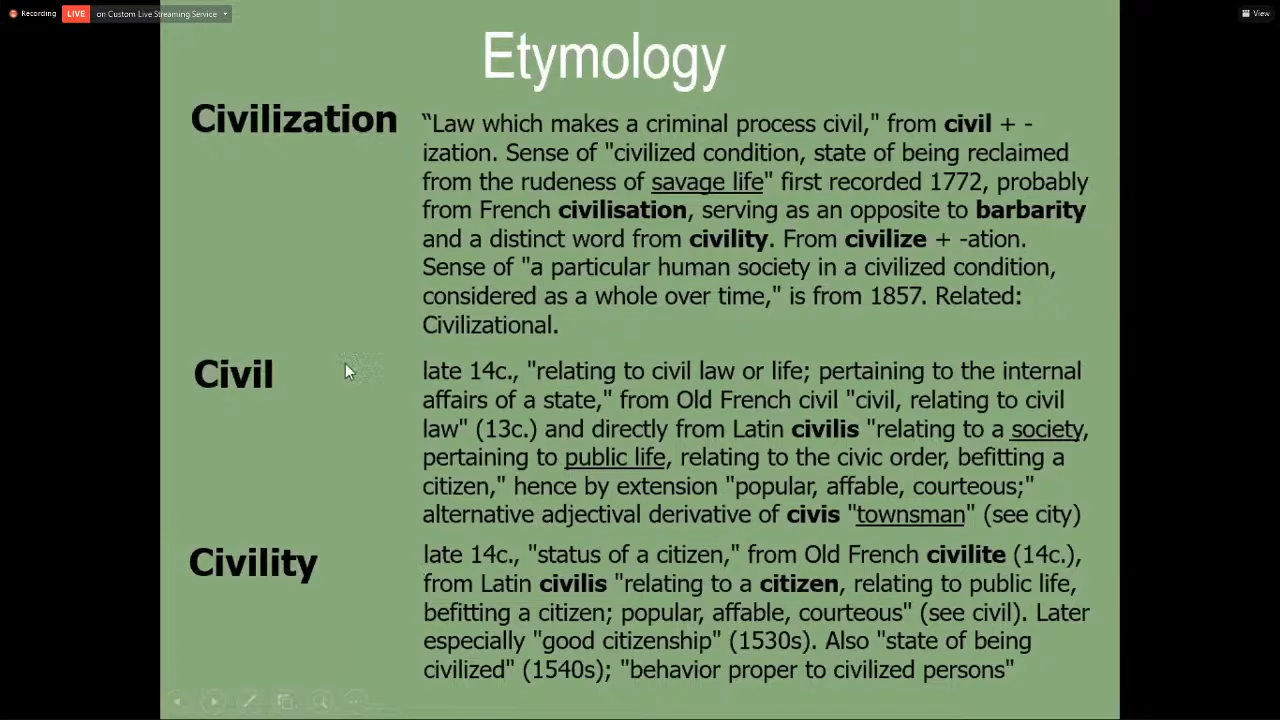 Recording LIVE on Custom Live Streaming Service View
Etymology
Civilization
“Law which makes a criminal process civil," from civil + -
ization. Sense of "civilized condition, state of being reclaimed
from the rudeness of savage life" first recorded 1772, probably
from French civilisation, serving as an opposite to barbarity
and a distinct word from civility. From civilize + -ation.
Sense of "a particular human society in a civilized condition,
considered as a whole over time," is from 1857. Related:
Civilizational.
Civil
late 14c., "relating to civil law or life; pertaining to the internal
affairs of a state," from Old French civil "civil, relating to civil
law" (13c.) and directly from Latin civilis "relating to a society,
pertaining to public life, relating to the civic order, befitting a
citizen," hence by extension "popular, affable, courteous;"
alternative adjectival derivative of civis "townsman" (see city)
Civility
late 14c., "status of a citizen," from Old French civilite (14c.),
from Latin civilis "relating to a citizen, relating to public life,
befitting a citizen; popular, affable, courteous" (see civil). Later
especially "good citizenship" (1530s). Also "state of being
civilized" (1540s); "behavior proper to civilized persons"